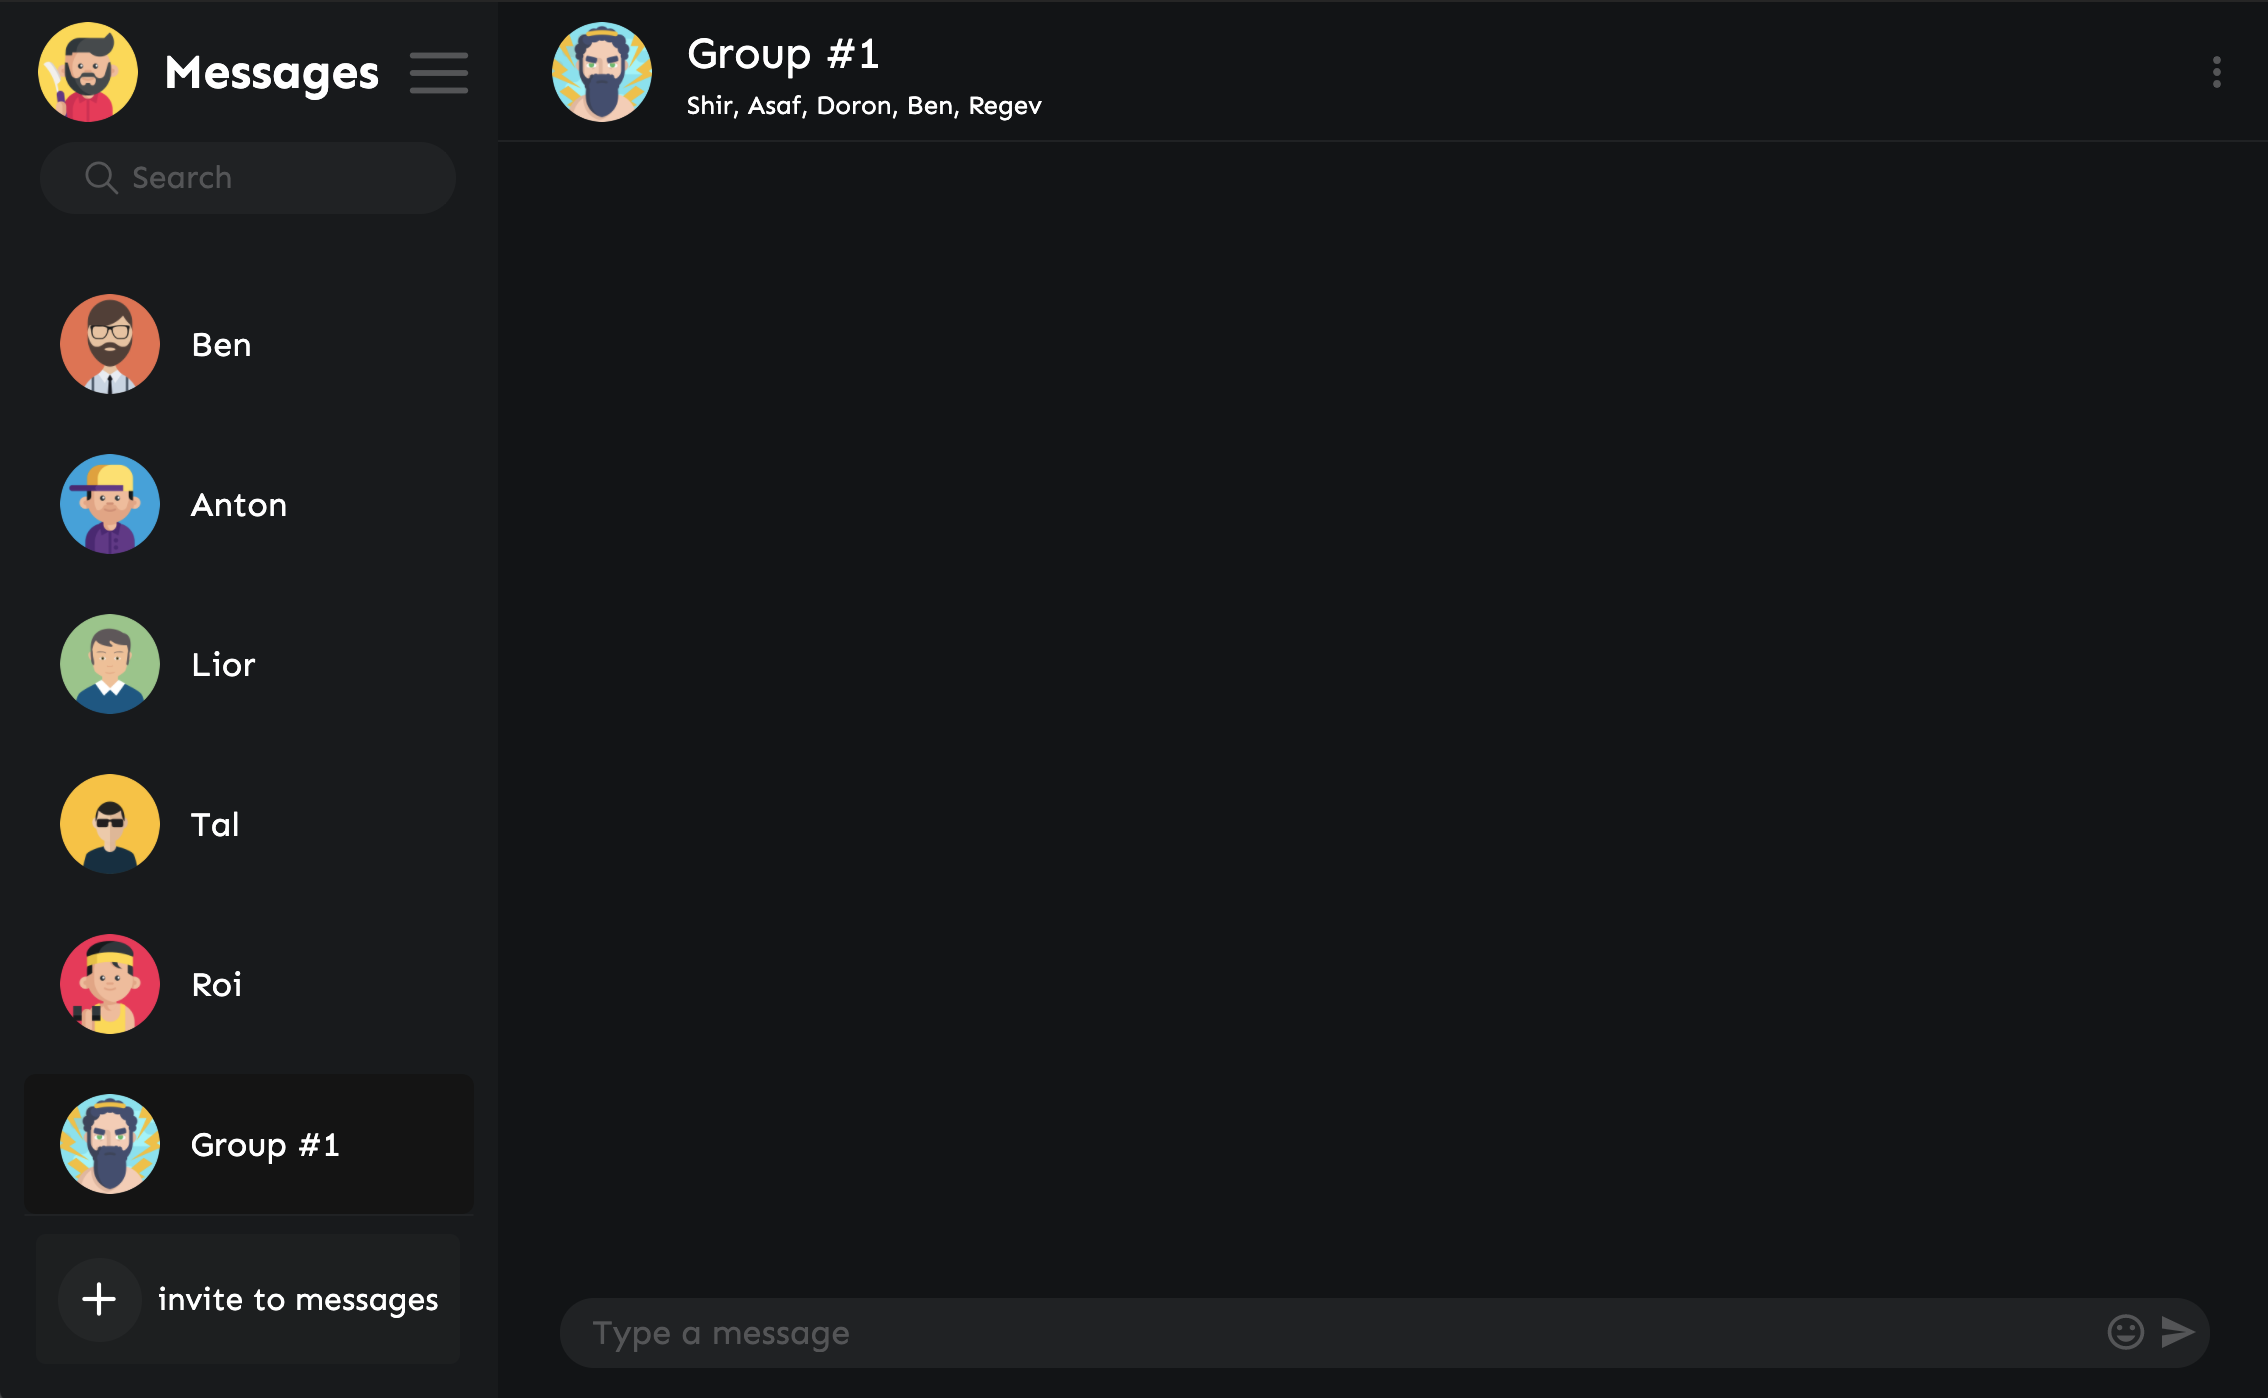 Messages
Search
Ben
Anton
Lior
Tal
Roi
Group #1
invite to messages
Group #1
Shir, Asaf, Doron, Ben, Regev
Type a message